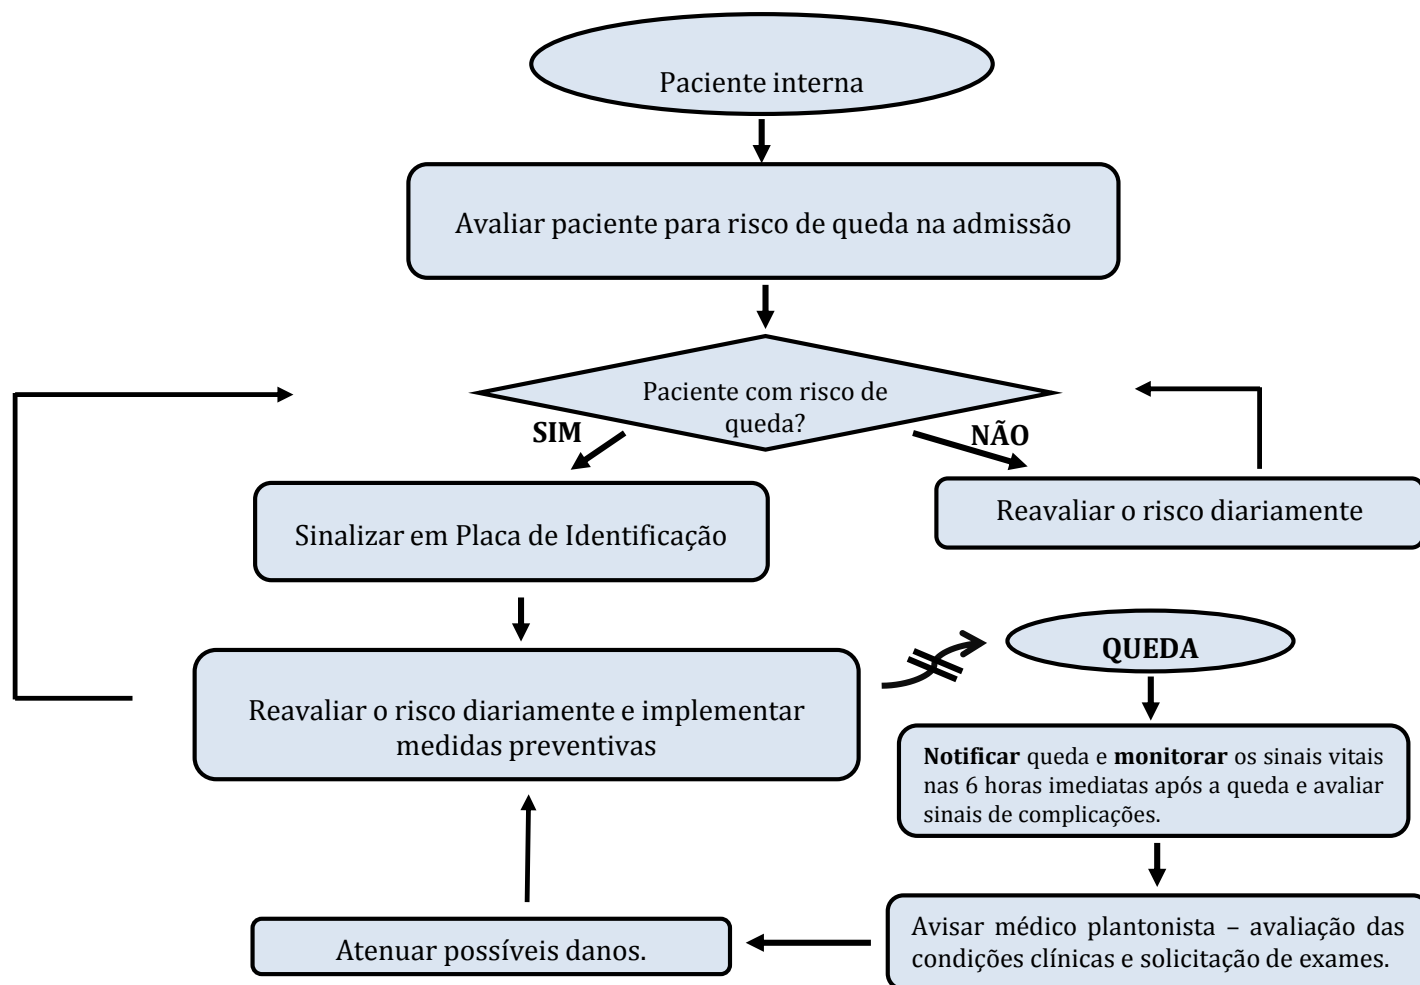 Paciente interna
Avaliar paciente para risco de queda na admissão
Paciente com risco de
queda?
SIM
NÃO
Sinalizar em Placa de Identificação
Reavaliar o risco diariamente
Reavaliar o risco diariamente e implementar
medidas preventivas
QUEDA
Notificar queda e monitorar os sinais vitais
nas 6 horas imediatas após a queda e avaliar
sinais de complicações.
Avisar médico plantonista – avaliação das
condições clínicas e solicitação de exames.
Atenuar possíveis danos.